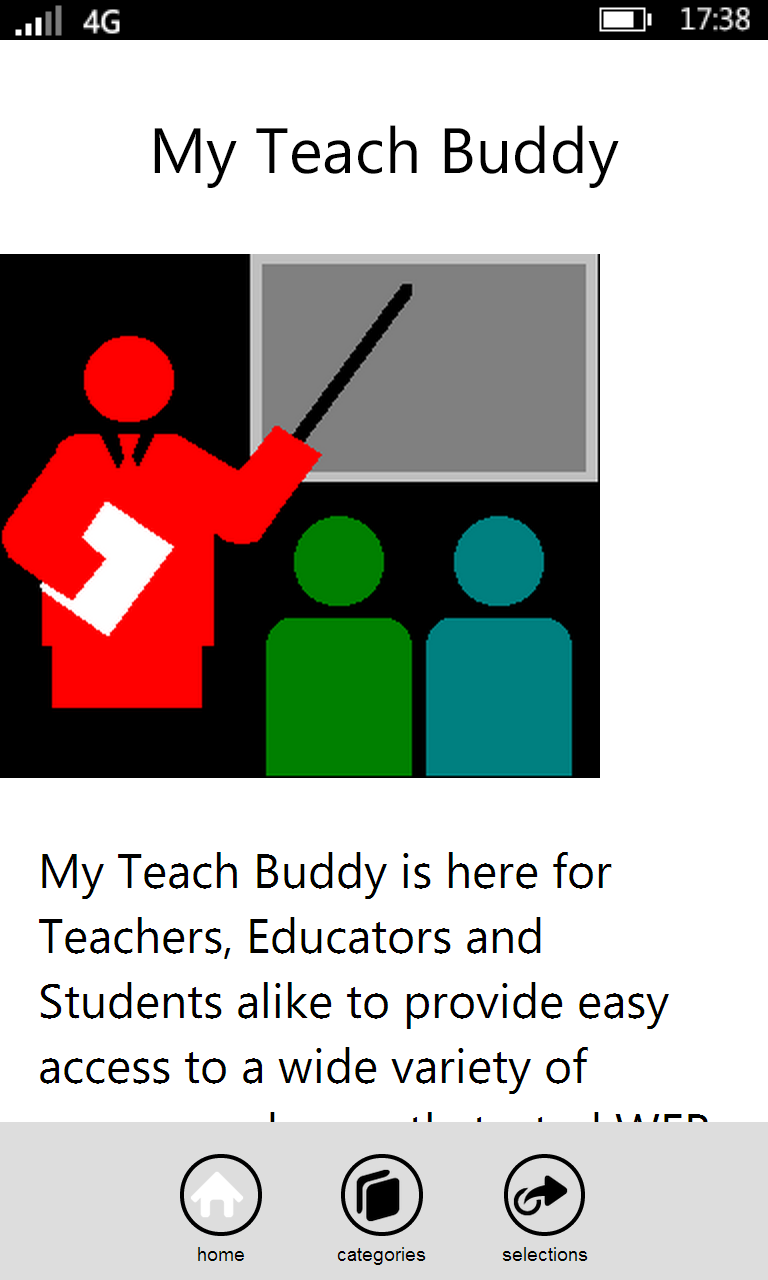 4G 17:38
My Teach Buddy
My Teach Buddy is here for
Teachers, Educators and
Students alike to provide easy
access to a wide variety of
WEB
home categories selections